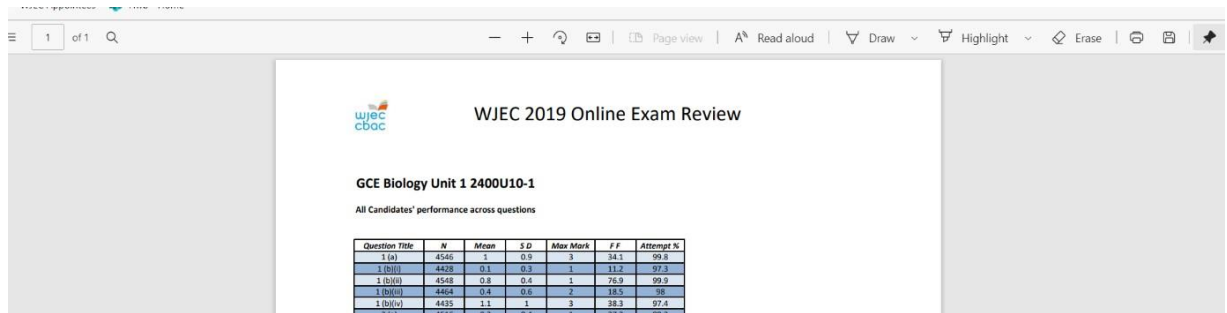 1 of 1 Page view Read aloud Draw Highlight Erase
wjec
cbac
WJEC 2019 Online Exam Review
GCE Biology Unit 1 2400U10-1
All Candidates' performance across questions
Question Title N Mean S D Max Mark F F Attempt %
1 (a) 4546 1 0.9 3 34.1 99.8
1 (b)(i) 4428 0.1 0.3 1 11.2 97.3
1 (b)(ii) 4548 0.8 0.4 1 76.9 99.9
1 (b)(iii) 4464 0.4 0.6 2 18.5 98
1 (b)(iv) 4435 1.1 1 3 38.3 97.4